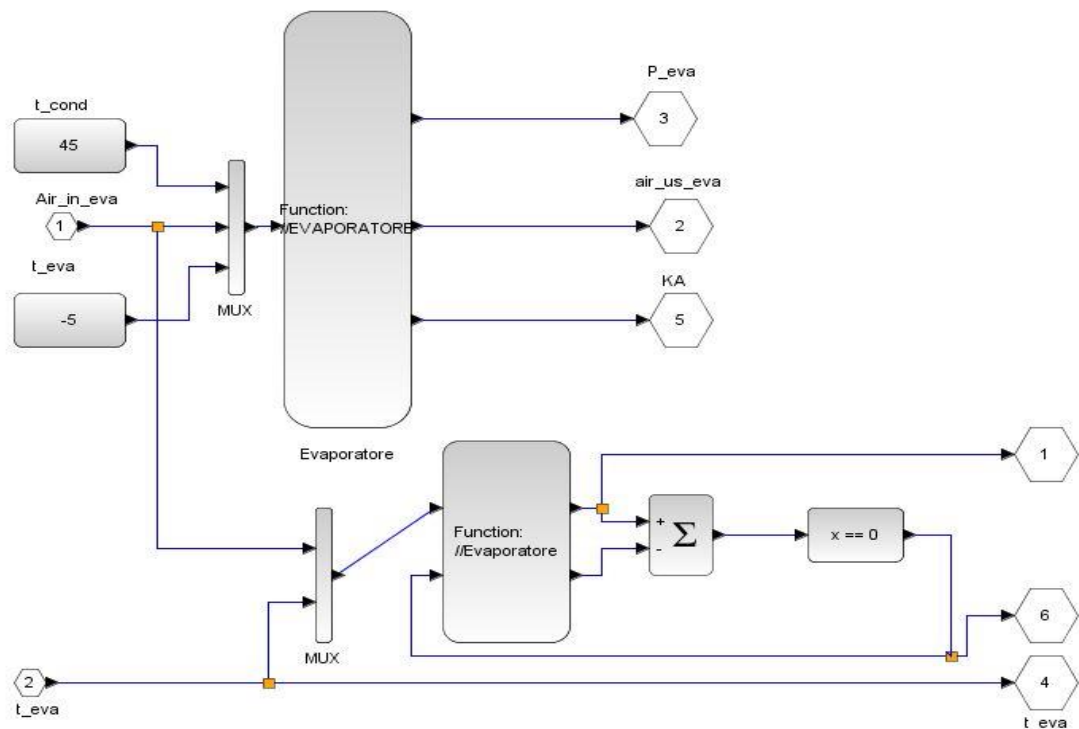 P_eva
3
t_cond
45
air_us_eva
Air_in_eva
1
Function:
//EVAPORATORE
2
t_eva
KA
-5
MUX
5
Evaporatore
1
Function:
//Evaporatore
+
-
Σ
x == 0
6
MUX
2
4
t_eva
t_eva